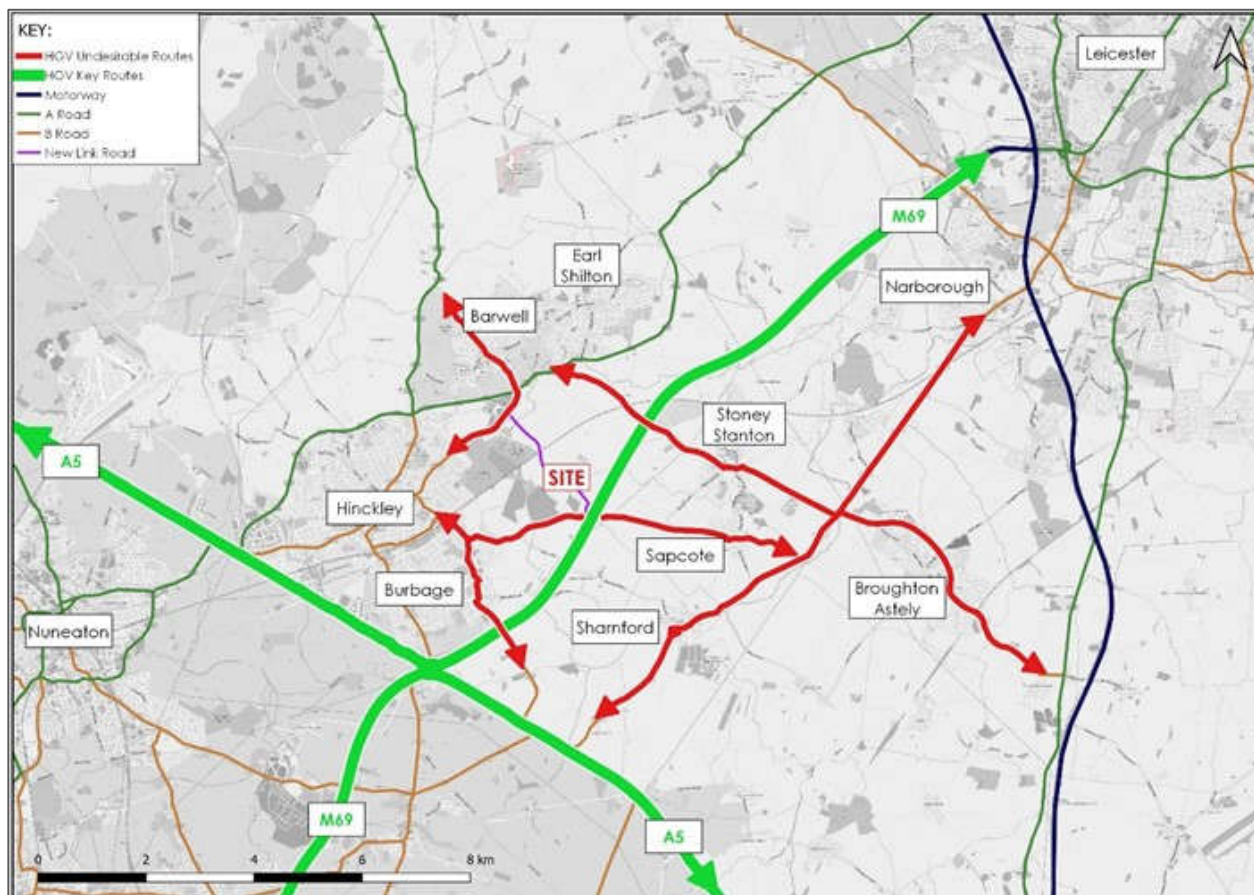 KEY:
HGV Undesirable Routes
HGV Key Routes
Motorway
A Road
B Road
New Link Road
Leicester
M69
Earl
Shilton
Narborough
Barwell
Stoney
Stanton
A5
SITE
Hinckley
Sapcote
Burbage
Broughton
Astely
Sharnford
Nuneaton
M69
A5
0 2 4 6 8 km